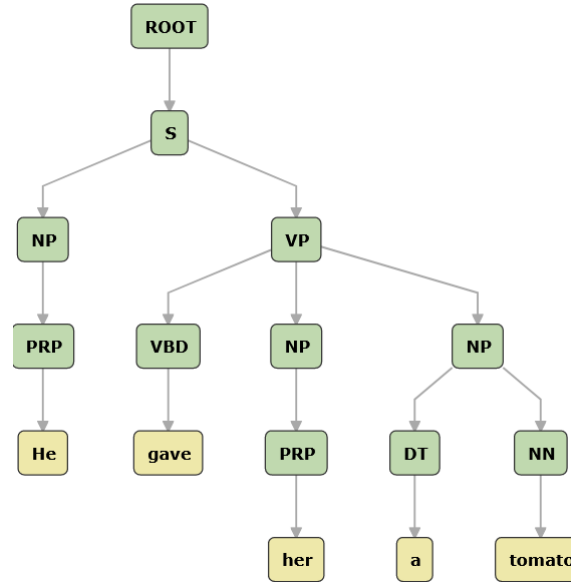 ROOT
S
NP VP
PRP VBD NP NP
He gave PRP DT NN
her a tomato